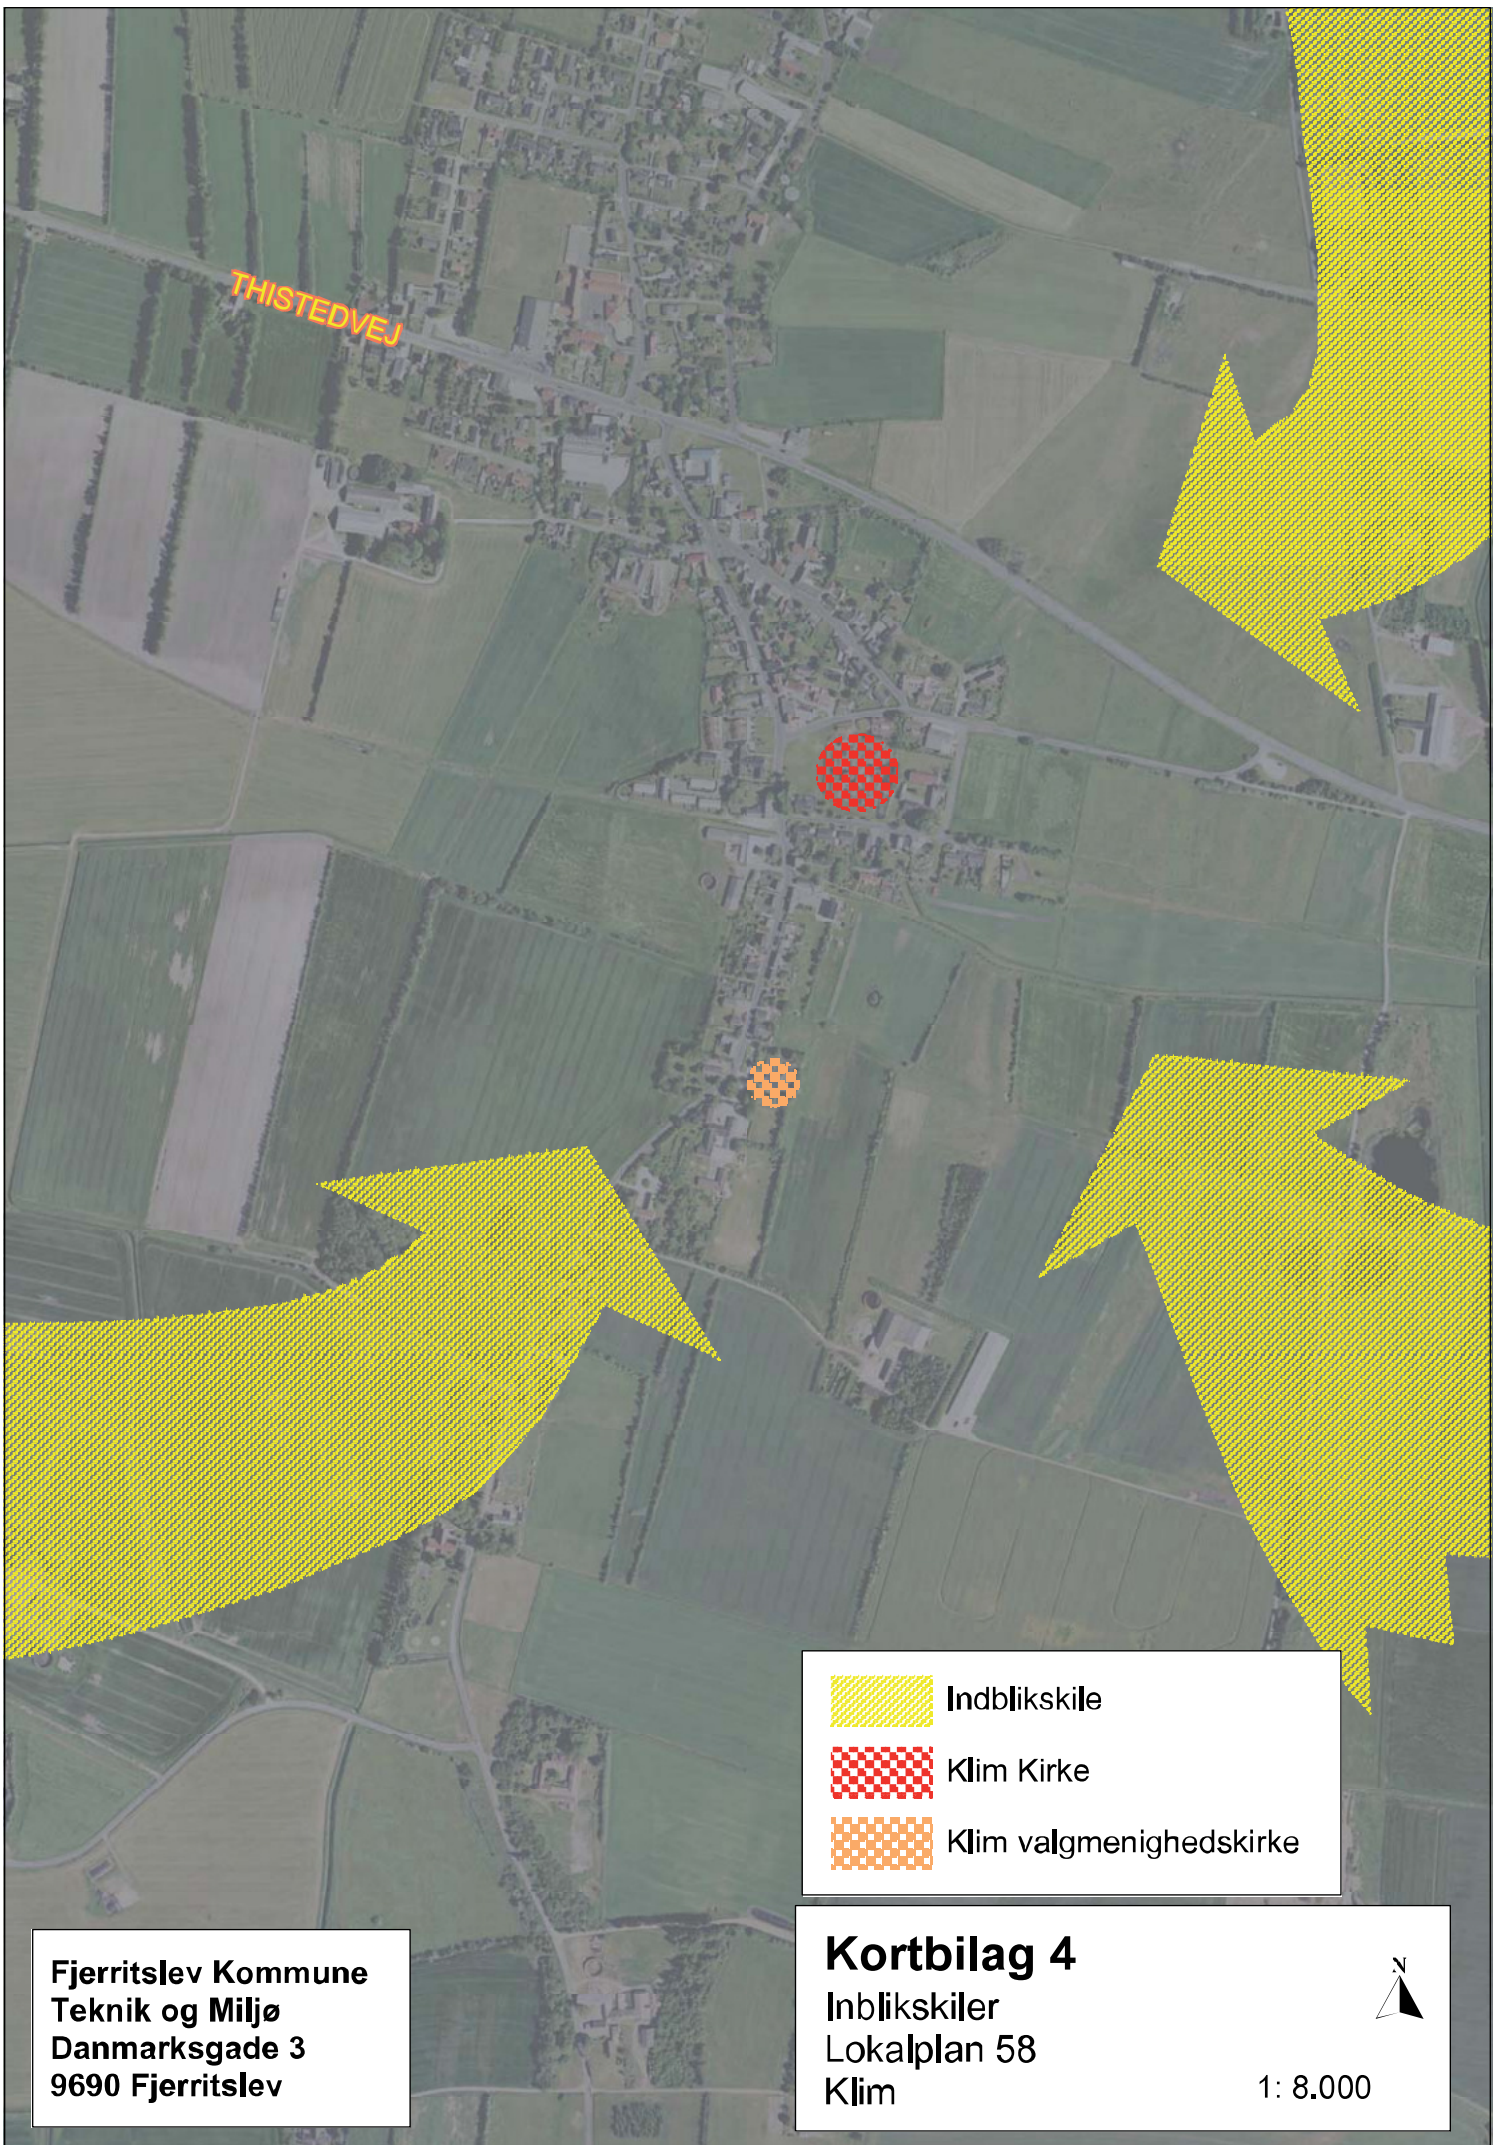 THISTEDVEJ
Indblikskile
Klim Kirke
Klim valgmenighedskirke
Fjerritslev Kommune
Teknik og Miljø
Danmarksgade 3
9690 Fjerritslev
Kortbilag 4
Inblikskiler
Lokalplan 58
Klim
1: 8.000
N